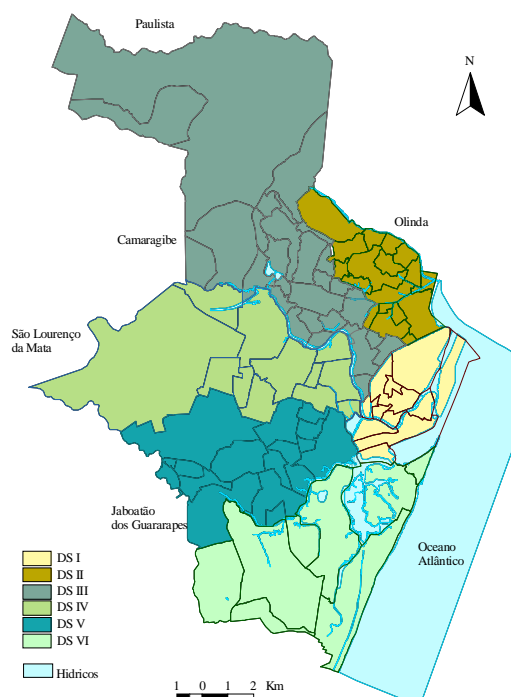 Paulista
N
Olinda
Camaragibe
São Lourenço
da Mata
Jaboatão
dos Guararapes
Oceano
Atlântico
DS I
DS II
DS III
DS IV
DS V
DS VI
Hidricos
1 0 1 2 Km